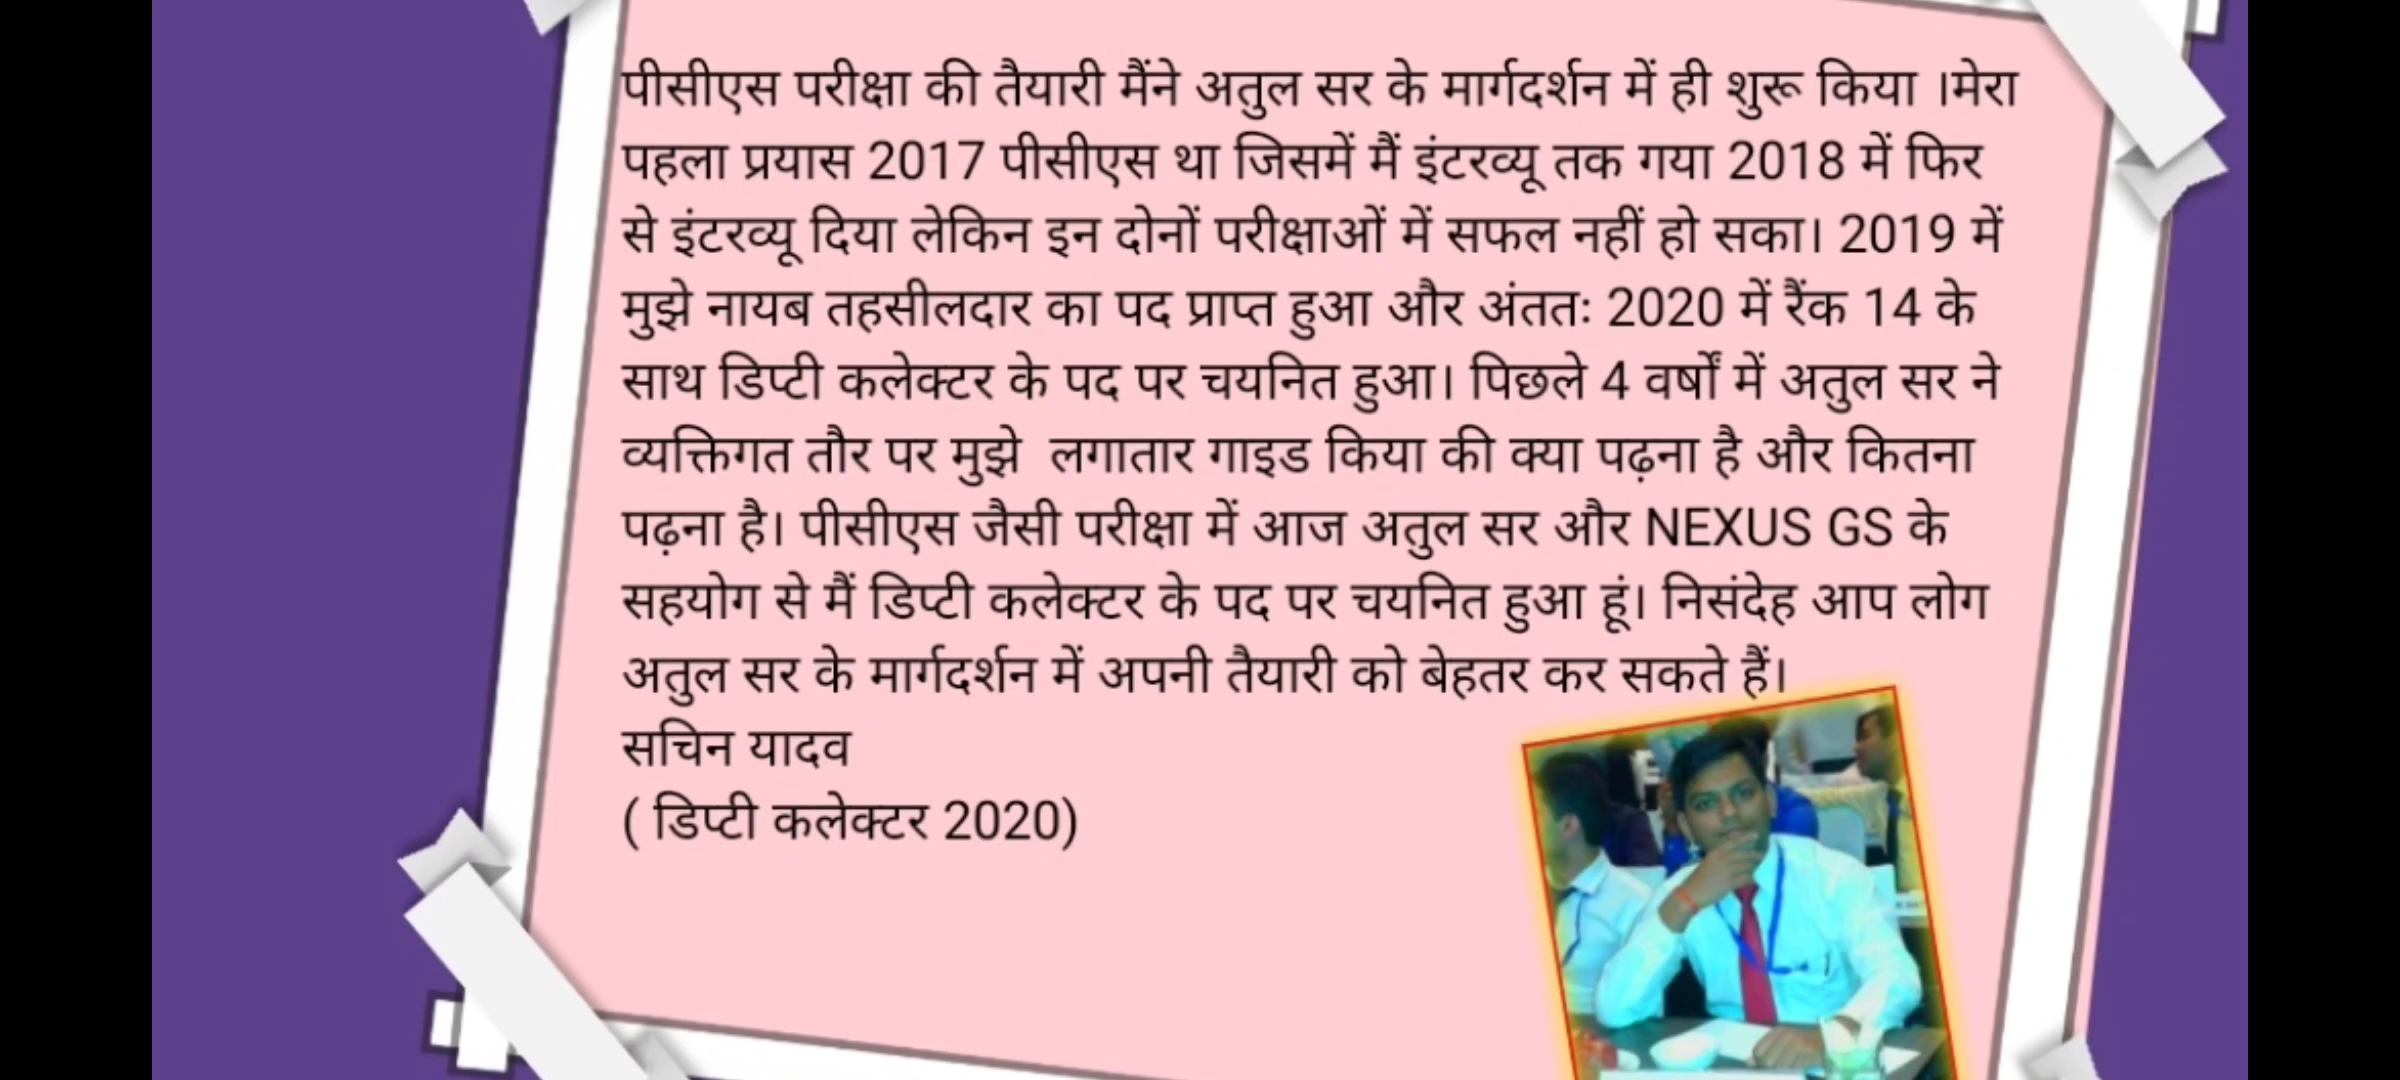 पीसीएस परीक्षा की तैयारी मैंने अतुल सर के मार्गदर्शन में ही शुरू किया ।मेरा
पहला प्रयास 2017 पीसीएस था जिसमें मैं इंटरव्यू तक गया 2018 में फिर
से इंटरव्यू दिया लेकिन इन दोनों परीक्षाओं में सफल नहीं हो सका। 2019 में
मुझे नायब तहसीलदार का पद प्राप्त हुआ और अंततः 2020 में रैंक 14 के
साथ डिप्टी कलेक्टर के पद पर चयनित हुआ। पिछले 4 वर्षों में अतुल सर ने
व्यक्तिगत तौर पर मुझे  लगातार गाइड किया की क्या पढ़ना है और कितना
पढ़ना है। पीसीएस जैसी परीक्षा में आज अतुल सर और NEXUS GS के
सहयोग से मैं डिप्टी कलेक्टर के पद पर चयनित हुआ हूं। निसंदेह आप लोग
अतुल सर के मार्गदर्शन में अपनी तैयारी को बेहतर कर सकते हैं।
सचिन यादव
( डिप्टी कलेक्टर 2020)